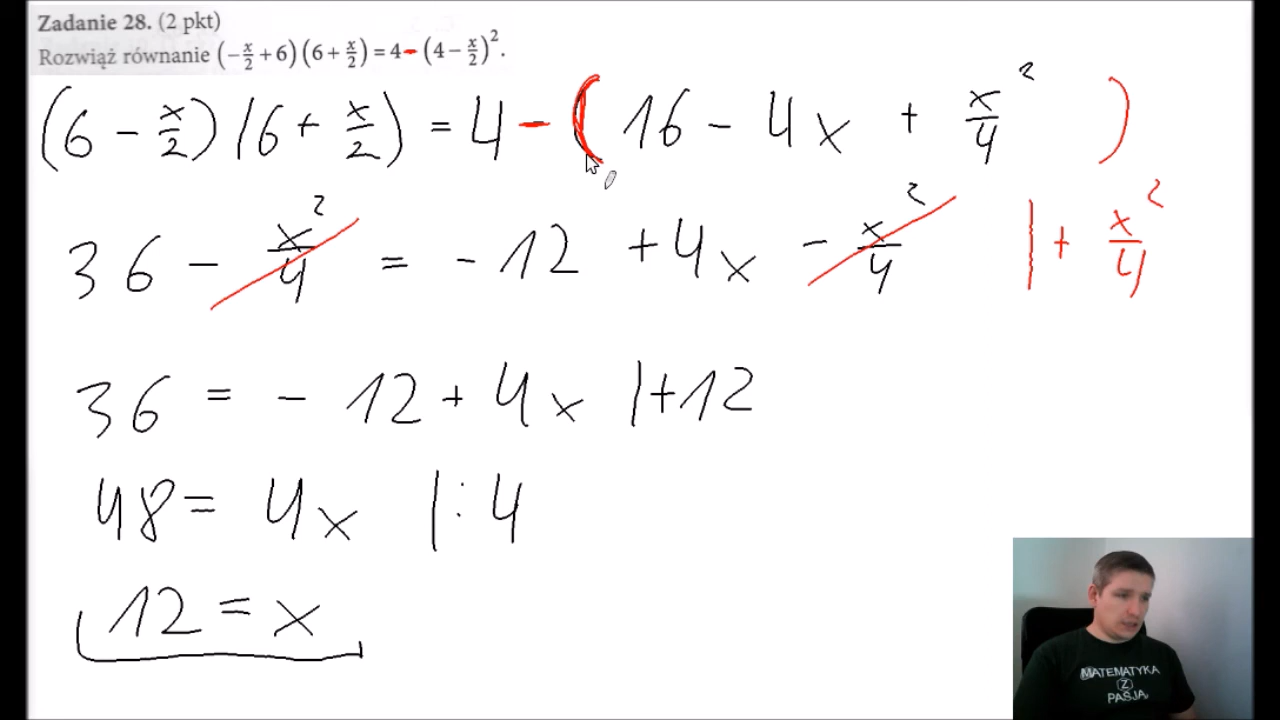 Zadanie 28. (2 pkt)
Rozwiąż równanie (-x/2 + 6)(6 + x/2) = 4 - (4 - x/2)².
(6 - x/2)(6 + x/2) = 4 - (16 - 4x + x²/4)
36 - x²/4 = -12 + 4x - x²/4 |+ x²/4
36 = -12 + 4x |+12
48 = 4x |:4
12 = x
MATEMATYKA
Z
PASJĄ